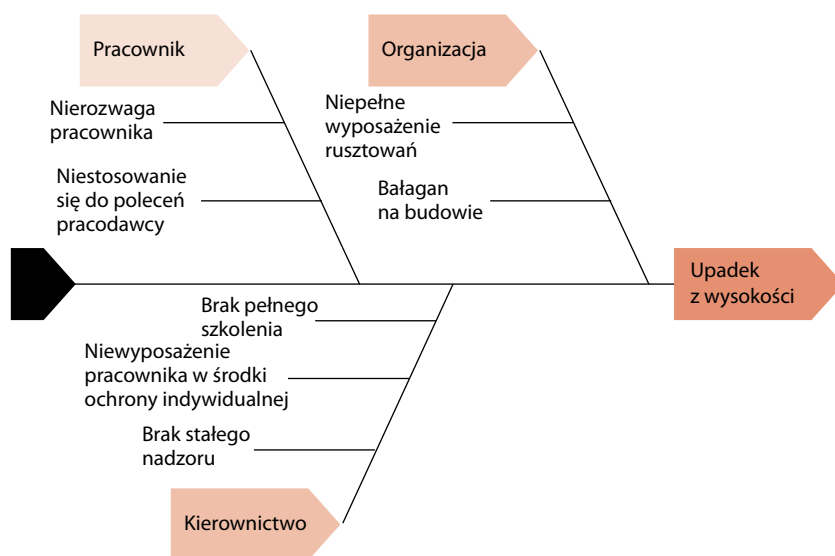 Pracownik
Nierozwaga
pracownika
Niestosowanie
się do poleceń
pracodawcy
Organizacja
Niepełne
wyposażenie
rusztowań
Bałagan
na budowie
Upadek
z wysokości
Brak pełnego
szkolenia
Niewyposażenie
pracownika w środki
ochrony indywidualnej
Brak stałego
nadzoru
Kierownictwo